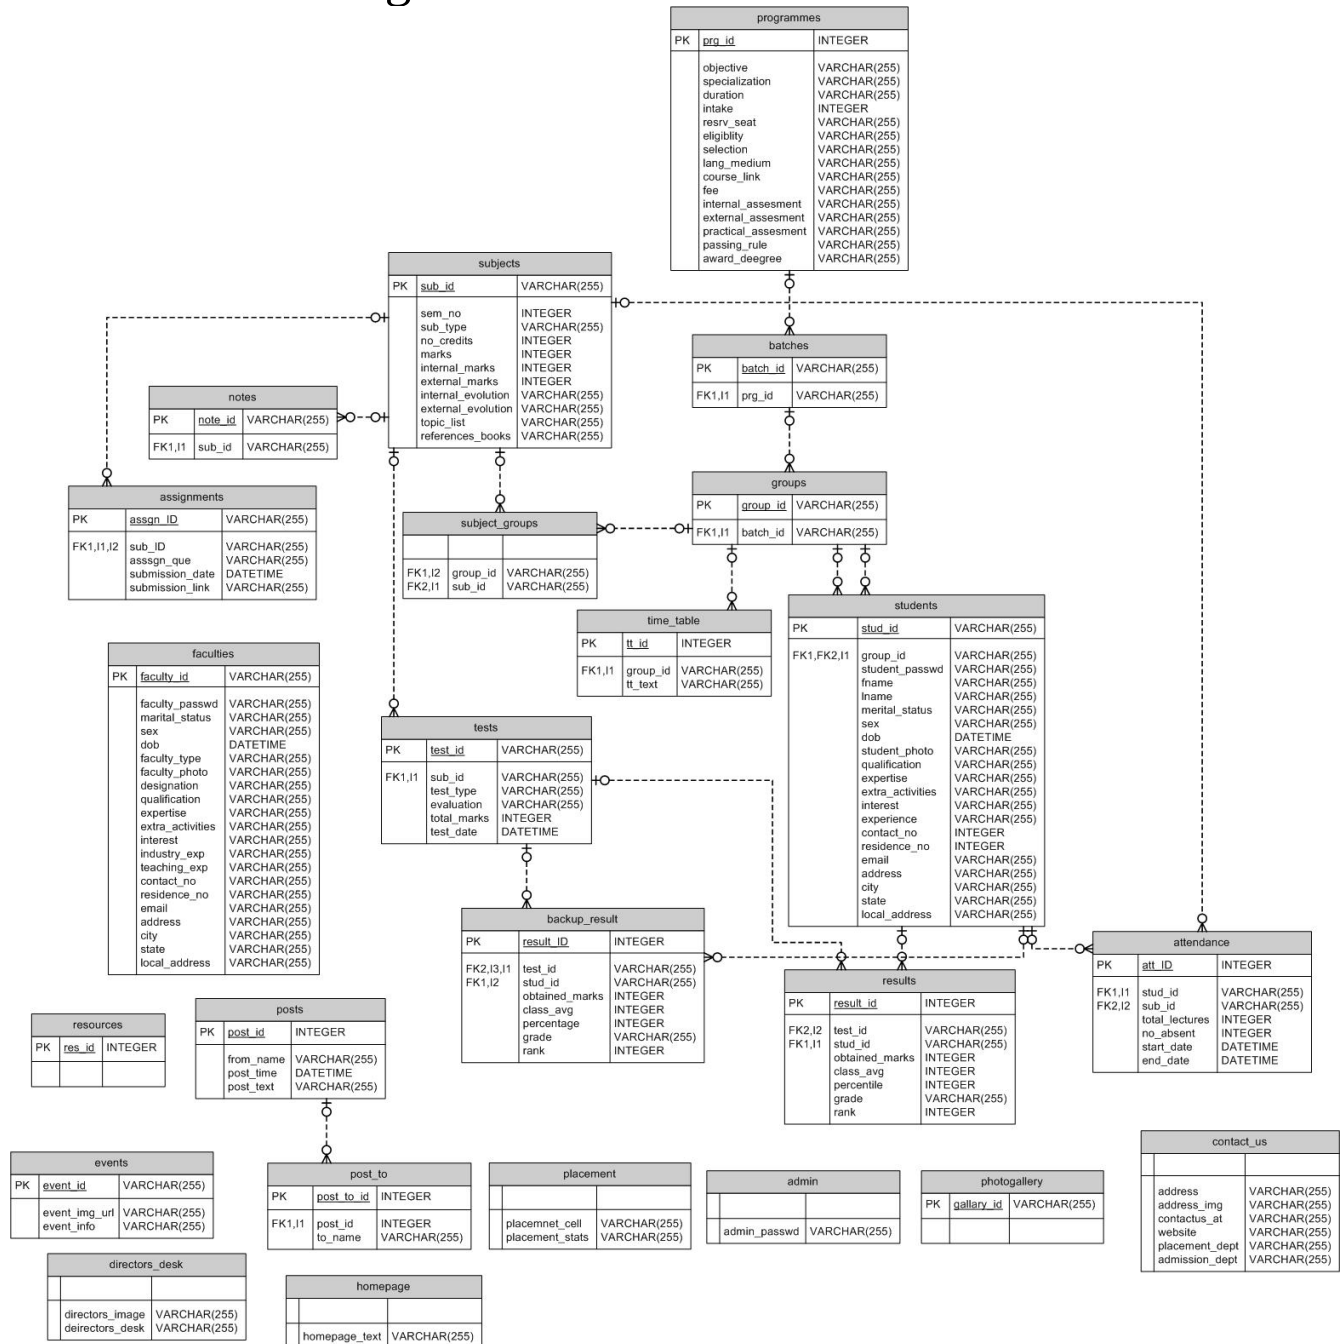 programmes
PK prg_id INTEGER
objective VARCHAR(255)
specialization VARCHAR(255)
duration VARCHAR(255)
intake INTEGER
resrv_seat VARCHAR(255)
eligiblity VARCHAR(255)
selection VARCHAR(255)
lang_medium VARCHAR(255)
course_link VARCHAR(255)
fee VARCHAR(255)
internal_assesment VARCHAR(255)
external_assesment VARCHAR(255)
practical_assesment VARCHAR(255)
passing_rule VARCHAR(255)
award_deegree VARCHAR(255)
subjects
PK sub_id VARCHAR(255)
sem_no INTEGER
sub_type VARCHAR(255)
no_credits INTEGER
marks INTEGER
internal_marks INTEGER
external_marks INTEGER
internal_evolution VARCHAR(255)
external_evolution VARCHAR(255)
topic_list VARCHAR(255)
references_books VARCHAR(255)
batches
PK batch_id VARCHAR(255)
FK1,I1 prg_id VARCHAR(255)
notes
PK note_id VARCHAR(255)
FK1,I1 sub_id VARCHAR(255)
assignments
PK assgn_ID VARCHAR(255)
FK1,I1,I2 sub_ID VARCHAR(255)
asssgn_que VARCHAR(255)
submission_date DATETIME
submission_link VARCHAR(255)
subject_groups
FK1,I2 group_id VARCHAR(255)
FK2,I1 sub_id VARCHAR(255)
groups
PK group_id VARCHAR(255)
FK1,I1 batch_id VARCHAR(255)
time_table
PK tt_id INTEGER
FK1,I1 group_id VARCHAR(255)
tt_text VARCHAR(255)
students
PK stud_id VARCHAR(255)
FK1,FK2,I1 group_id VARCHAR(255)
student_passwd VARCHAR(255)
fname VARCHAR(255)
lname VARCHAR(255)
merital_status VARCHAR(255)
sex VARCHAR(255)
dob DATETIME
student_photo VARCHAR(255)
qualification VARCHAR(255)
expertise VARCHAR(255)
extra_activities VARCHAR(255)
interest VARCHAR(255)
experience VARCHAR(255)
contact_no INTEGER
residence_no INTEGER
email VARCHAR(255)
address VARCHAR(255)
city VARCHAR(255)
state VARCHAR(255)
local_address VARCHAR(255)
faculties
PK faculty_id VARCHAR(255)
faculty_passwd VARCHAR(255)
marital_status VARCHAR(255)
sex VARCHAR(255)
dob DATETIME
faculty_type VARCHAR(255)
faculty_photo VARCHAR(255)
designation VARCHAR(255)
qualification VARCHAR(255)
expertise VARCHAR(255)
extra_activities VARCHAR(255)
interest VARCHAR(255)
industry_exp VARCHAR(255)
teaching_exp VARCHAR(255)
contact_no VARCHAR(255)
residence_no VARCHAR(255)
email VARCHAR(255)
address VARCHAR(255)
city VARCHAR(255)
state VARCHAR(255)
local_address VARCHAR(255)
tests
PK test_id VARCHAR(255)
FK1,I1 sub_id VARCHAR(255)
test_type VARCHAR(255)
evaluation VARCHAR(255)
total_marks INTEGER
test_date DATETIME
backup_result
PK result_ID INTEGER
FK2,I3,I1 test_id VARCHAR(255)
FK1,I2 stud_id VARCHAR(255)
obtained_marks INTEGER
class_avg INTEGER
percentage INTEGER
grade VARCHAR(255)
rank INTEGER
results
PK result_id INTEGER
FK2,I2 test_id VARCHAR(255)
FK1,I1 stud_id VARCHAR(255)
obtained_marks INTEGER
class_avg INTEGER
percentile INTEGER
grade VARCHAR(255)
rank INTEGER
attendance
PK att_ID INTEGER
FK1,I1 stud_id VARCHAR(255)
FK2,I2 sub_id VARCHAR(255)
total_lectures INTEGER
no_absent INTEGER
start_date DATETIME
end_date DATETIME
resources
PK res_id INTEGER
posts
PK post_id INTEGER
from_name VARCHAR(255)
post_time DATETIME
post_text VARCHAR(255)
events
PK event_id VARCHAR(255)
event_img_url VARCHAR(255)
event_info VARCHAR(255)
post_to
PK post_to_id INTEGER
FK1,I1 post_id INTEGER
to_name VARCHAR(255)
placement
placemnet_cell VARCHAR(255)
placement_stats VARCHAR(255)
admin
admin_passwd VARCHAR(255)
photogallery
PK gallary_id VARCHAR(255)
contact_us
address VARCHAR(255)
address_img VARCHAR(255)
contactus_at VARCHAR(255)
website VARCHAR(255)
placement_dept VARCHAR(255)
admission_dept VARCHAR(255)
directors_desk
directors_image VARCHAR(255)
deirectors_desk VARCHAR(255)
homepage
homepage_text VARCHAR(255)